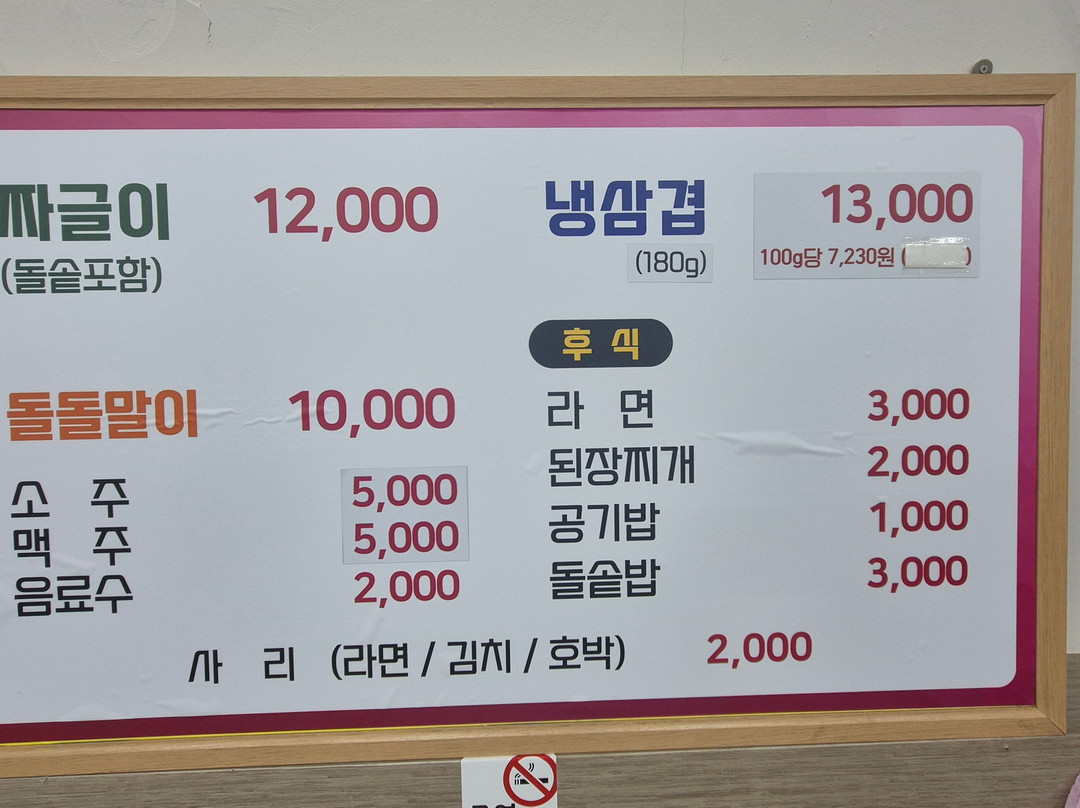 짜글이 12,000
(돌솥포함)
돌돌말이 10,000
소 주 5,000
맥 주 5,000
음료수 2,000
냉삼겹 13,000
(180g) 100g당 7,230원 ( )
후 식
라 면 3,000
된장찌개 2,000
공기밥 1,000
돌솥밥 3,000
사 리 (라면 / 김치 / 호박) 2,000